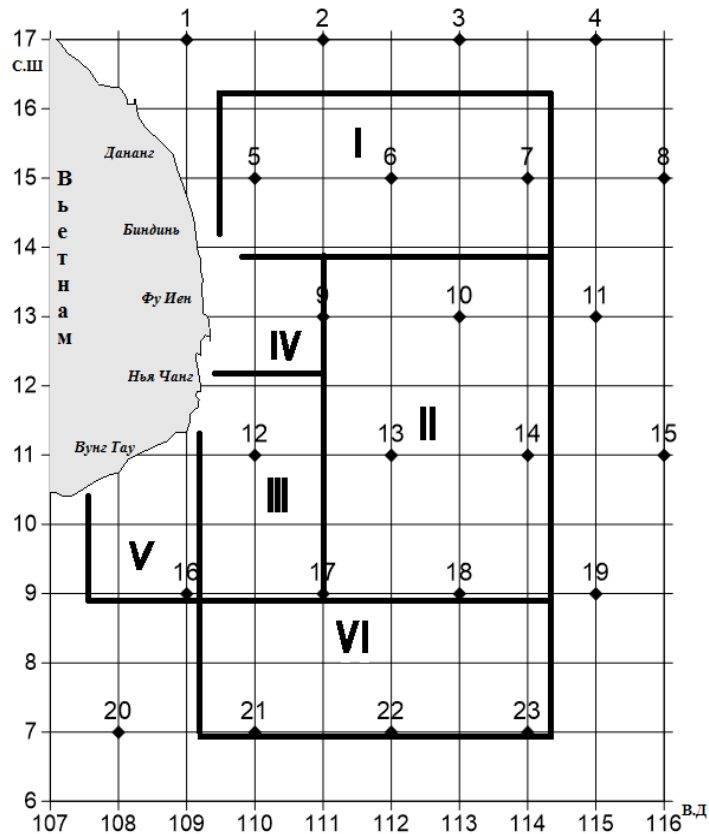 1 2 3 4
17
С.Ш
16
I
Дананг
15
5 6 7 8
Вьетнам
Биндинь
14
Фу Иен
13
9 10 11
IV
Нья Чанг
12
II
Вунг Тау
11
12 13 14 15
III
10
V
9
16 17 18 19
VI
8
7
20 21 22 23
6
107 108 109 110 111 112 113 114 115 116
В.Д